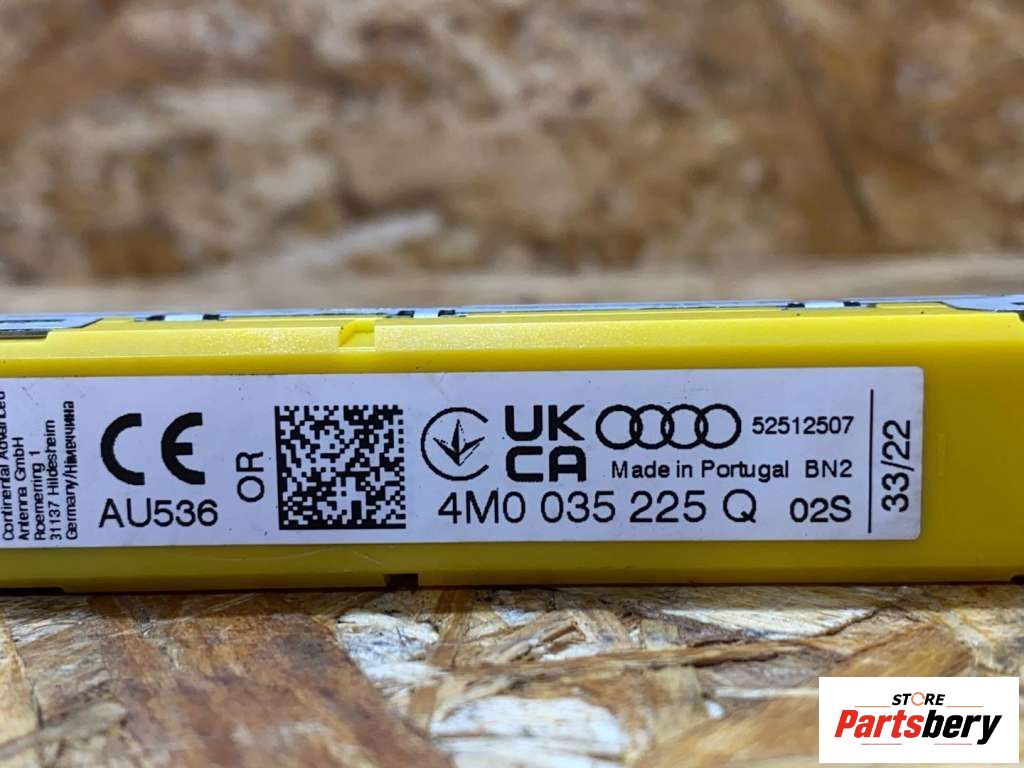 Continental Advanced
Antenna GmbH
Roemerring 1
31137 Hildesheim
Germany/Німеччина
CE
AU536
OR
UK
CA
52512507
Made in Portugal BN2
4M0 035 225 Q 02S
33/22
STORE
Partsbery